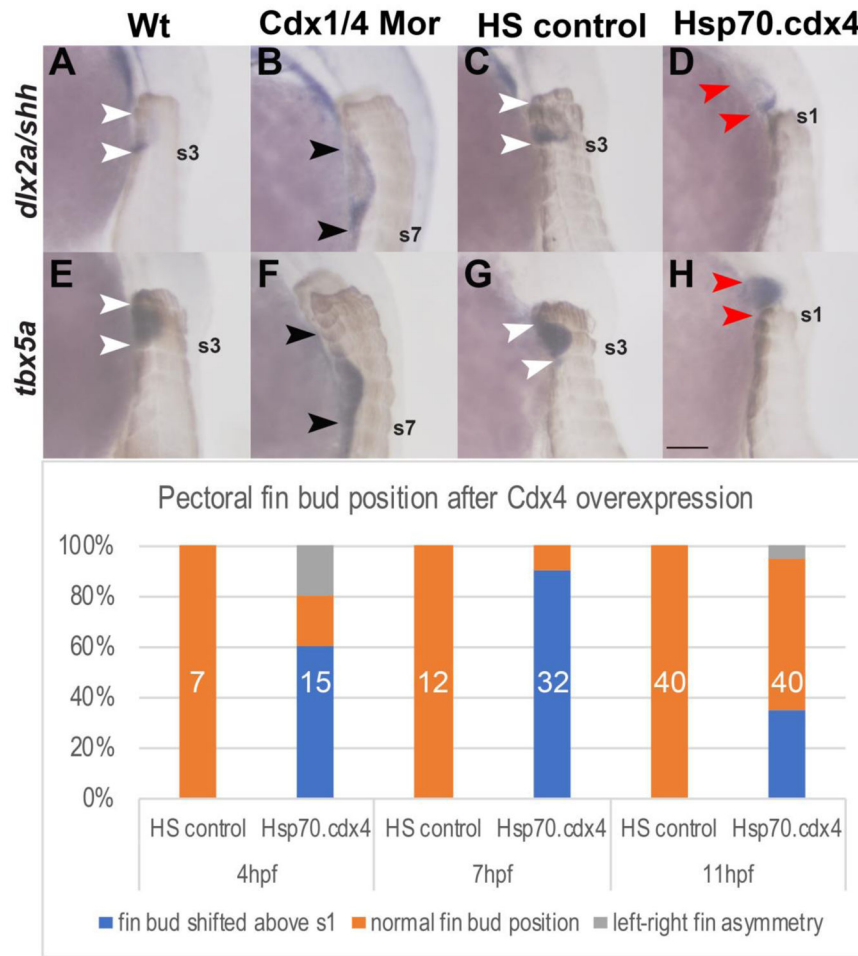 Wt Cdx1/4 Mor HS control Hsp70.cdx4
dlx2a/shh
A B C D
s3 s7 s3 s1
tbx5a
E F G H
s3 s7 s3 s1
Pectoral fin bud position after Cdx4 overexpression
100%
80%
60%
40%
20%
0%
7 15 12 32 40 40
HS control Hsp70.cdx4 HS control Hsp70.cdx4 HS control Hsp70.cdx4
4hpf 7hpf 11hpf
fin bud shifted above s1 normal fin bud position left-right fin asymmetry